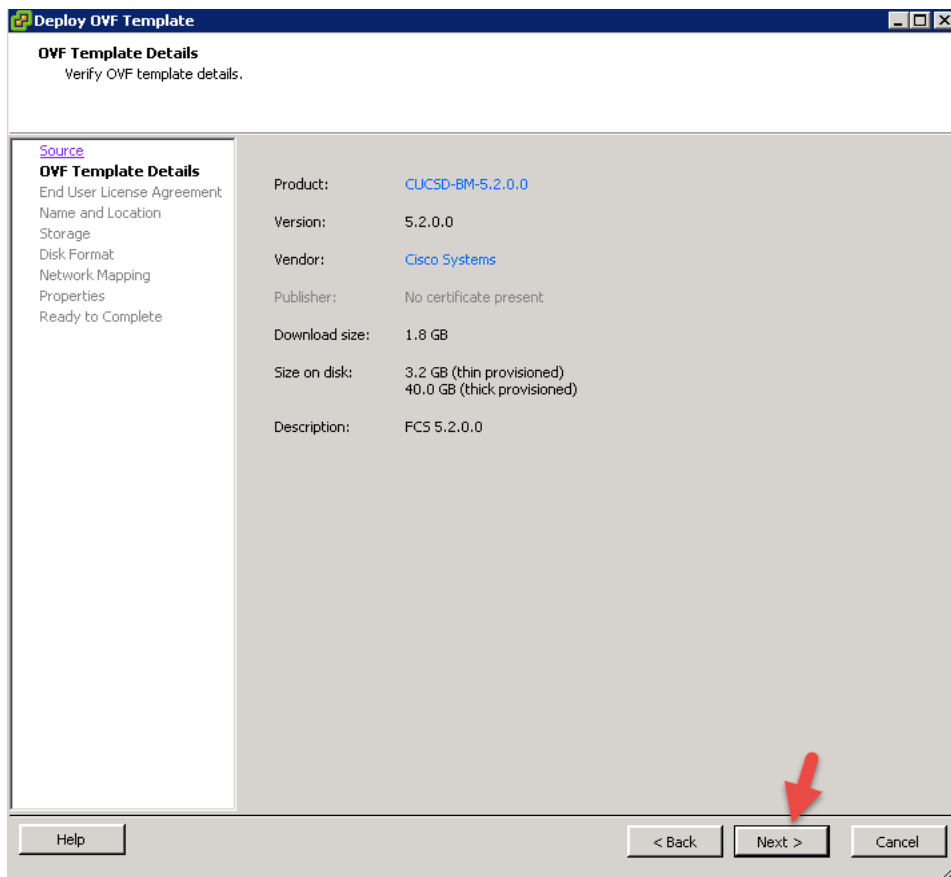 Deploy OVF Template
OVF Template Details
Verify OVF template details.
Source
OVF Template Details
End User License Agreement
Name and Location
Storage
Disk Format
Network Mapping
Properties
Ready to Complete
Product: CUCSD-BM-5.2.0.0
Version: 5.2.0.0
Vendor: Cisco Systems
Publisher: No certificate present
Download size: 1.8 GB
Size on disk: 3.2 GB (thin provisioned)
40.0 GB (thick provisioned)
Description: FCS 5.2.0.0
Help < Back Next > Cancel